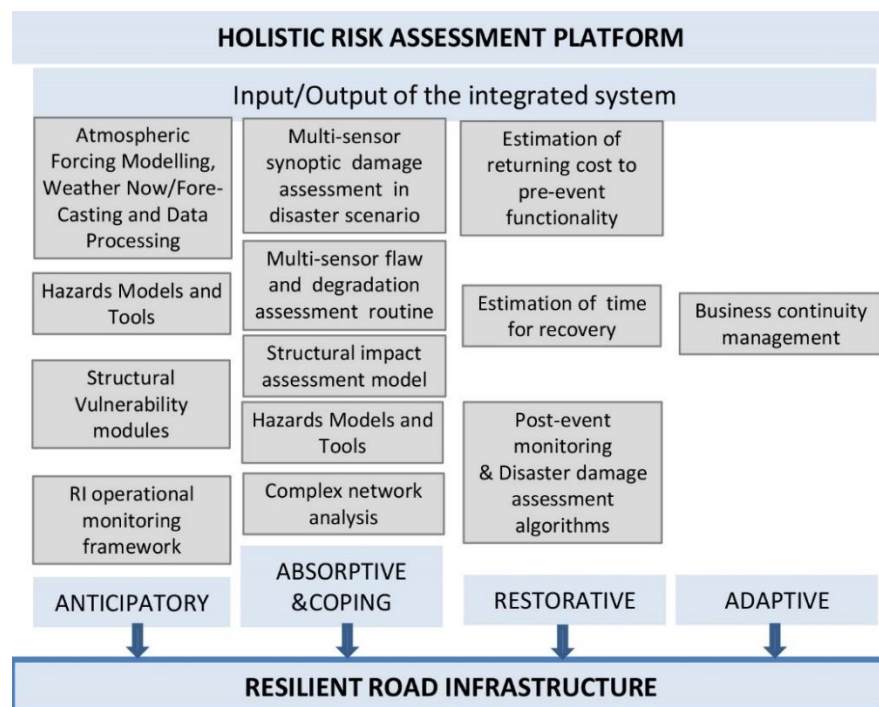 HOLISTIC RISK ASSESSMENT PLATFORM
Input/Output of the integrated system
Atmospheric
Forcing Modelling,
Weather Now/Fore-
Casting and Data
Processing
Hazards Models and
Tools
Structural
Vulnerability
modules
RI operational
monitoring
framework
ANTICIPATORY
Multi-sensor
synoptic damage
assessment in
disaster scenario
Multi-sensor flaw
and degradation
assessment routine
Structural impact
assessment model
Hazards Models and
Tools
Complex network
analysis
ABSORPTIVE
&COPING
Estimation of
returning cost to
pre-event
functionality
Estimation of time
for recovery
Post-event
monitoring
& Disaster damage
assessment
algorithms
RESTORATIVE
Business continuity
management
ADAPTIVE
RESILIENT ROAD INFRASTRUCTURE